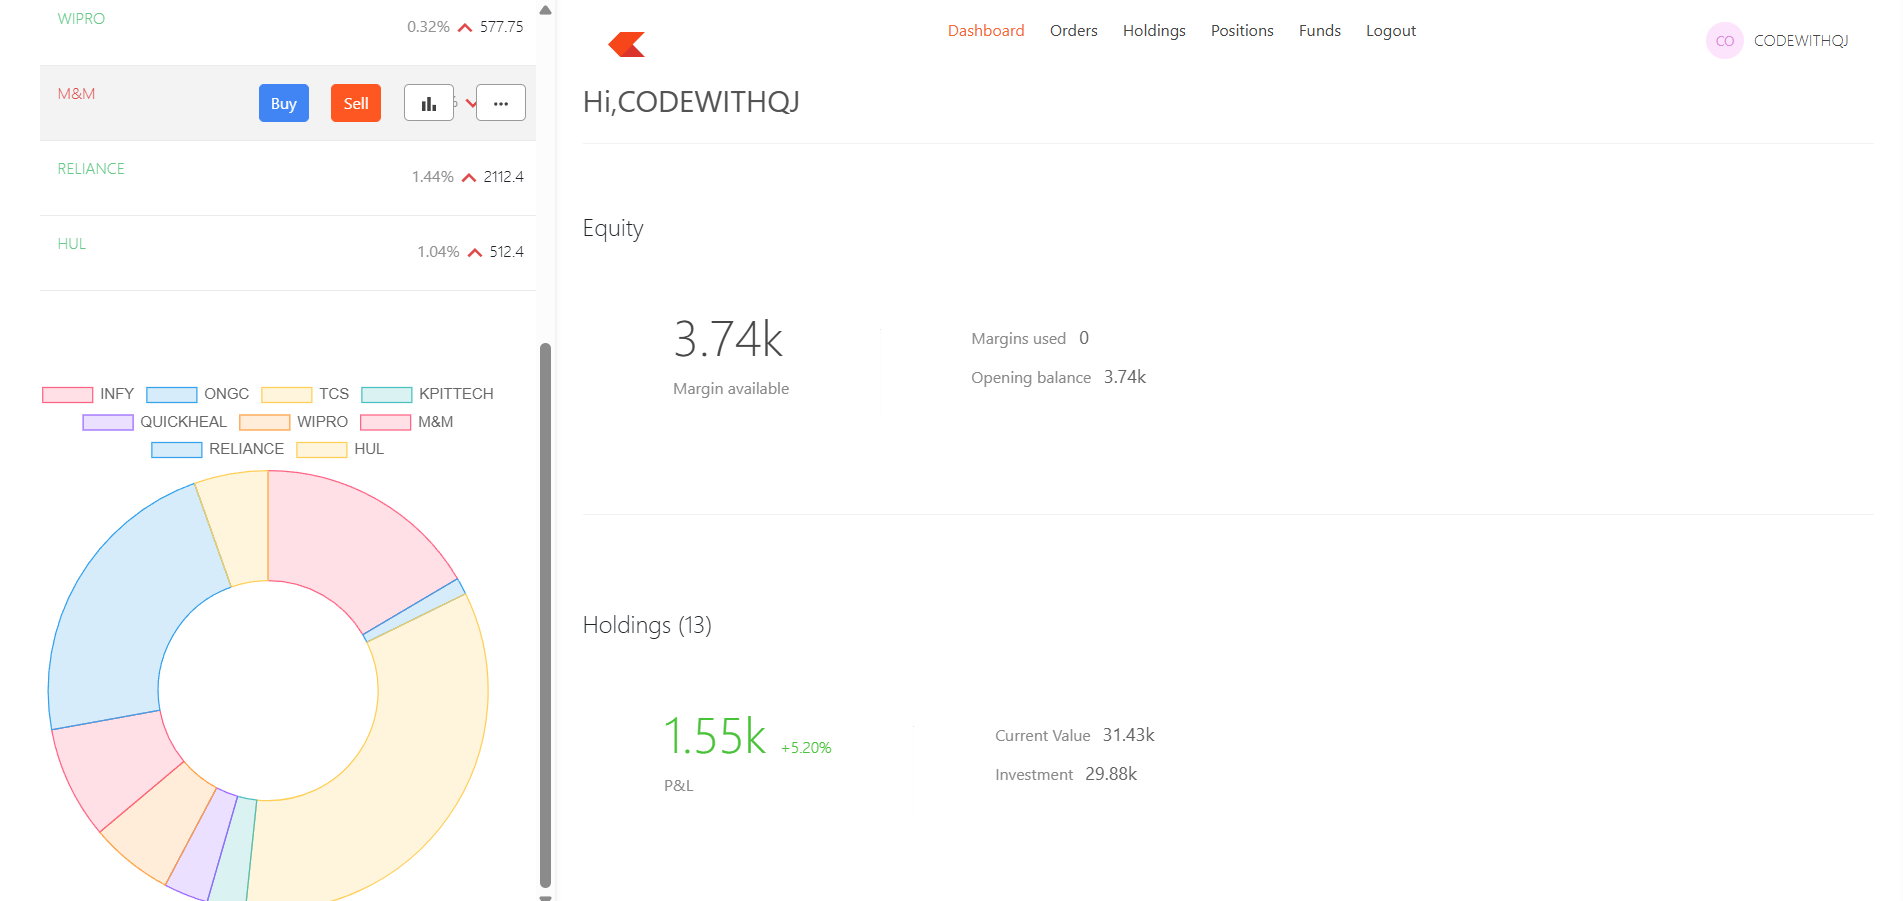 WIPRO 0.32% 577.75
M&M Buy Sell % ...
RELIANCE 1.44% 2112.4
HUL 1.04% 512.4
INFY ONGC TCS KPITTECH
QUICKHEAL WIPRO M&M
RELIANCE HUL
Dashboard Orders Holdings Positions Funds Logout
CO CODEWITHQJ
Hi,CODEWITHQJ
Equity
3.74k
Margin available
Margins used 0
Opening balance 3.74k
Holdings (13)
1.55k +5.20%
P&L
Current Value 31.43k
Investment 29.88k